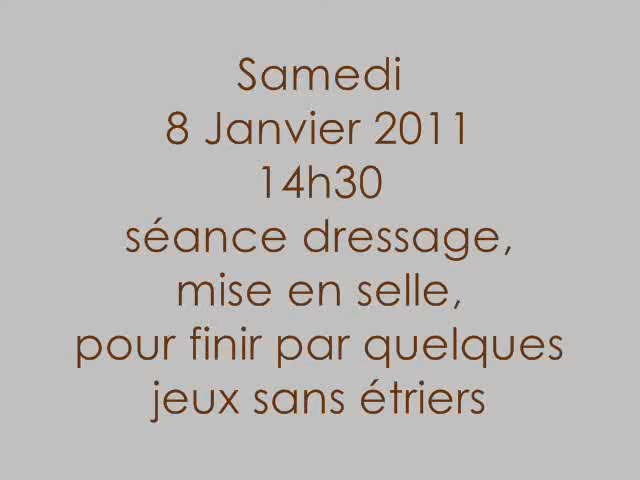 Samedi
8 Janvier 2011
14h30
séance dressage,
mise en selle,
pour finir par quelques
jeux sans étriers